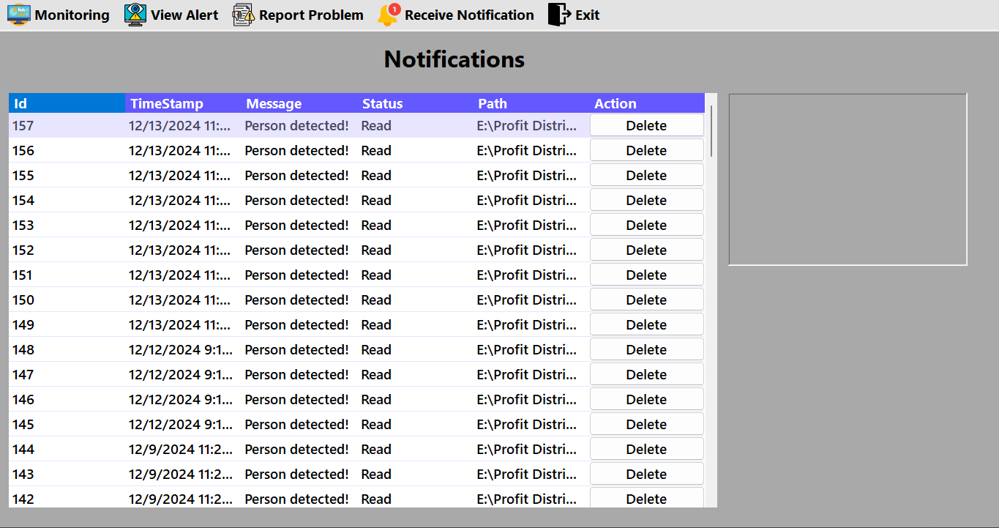 Monitoring View Alert Report Problem 1 Receive Notification Exit
Notifications
Id TimeStamp Message Status Path Action
157 12/13/2024 11:... Person detected! Read E:\Profit Distri... Delete
156 12/13/2024 11:... Person detected! Read E:\Profit Distri... Delete
155 12/13/2024 11:... Person detected! Read E:\Profit Distri... Delete
154 12/13/2024 11:... Person detected! Read E:\Profit Distri... Delete
153 12/13/2024 11:... Person detected! Read E:\Profit Distri... Delete
152 12/13/2024 11:... Person detected! Read E:\Profit Distri... Delete
151 12/13/2024 11:... Person detected! Read E:\Profit Distri... Delete
150 12/13/2024 11:... Person detected! Read E:\Profit Distri... Delete
149 12/13/2024 11:... Person detected! Read E:\Profit Distri... Delete
148 12/12/2024 9:1... Person detected! Read E:\Profit Distri... Delete
147 12/12/2024 9:1... Person detected! Read E:\Profit Distri... Delete
146 12/12/2024 9:1... Person detected! Read E:\Profit Distri... Delete
145 12/12/2024 9:1... Person detected! Read E:\Profit Distri... Delete
144 12/9/2024 11:2... Person detected! Read E:\Profit Distri... Delete
143 12/9/2024 11:2... Person detected! Read E:\Profit Distri... Delete
142 12/9/2024 11:2... Person detected! Read E:\Profit Distri... Delete